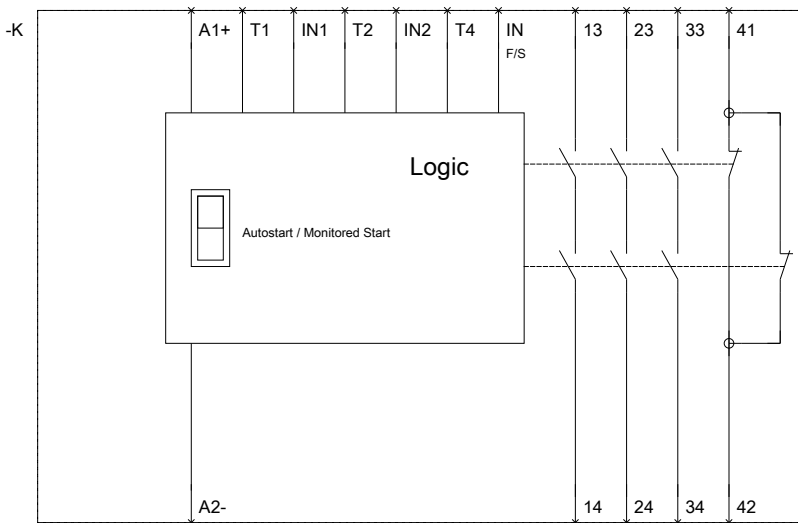 -K A1+ T1 IN1 T2 IN2 T4 IN 13 23 33 41
F/S
Logic
Autostart / Monitored Start
A2- 14 24 34 42